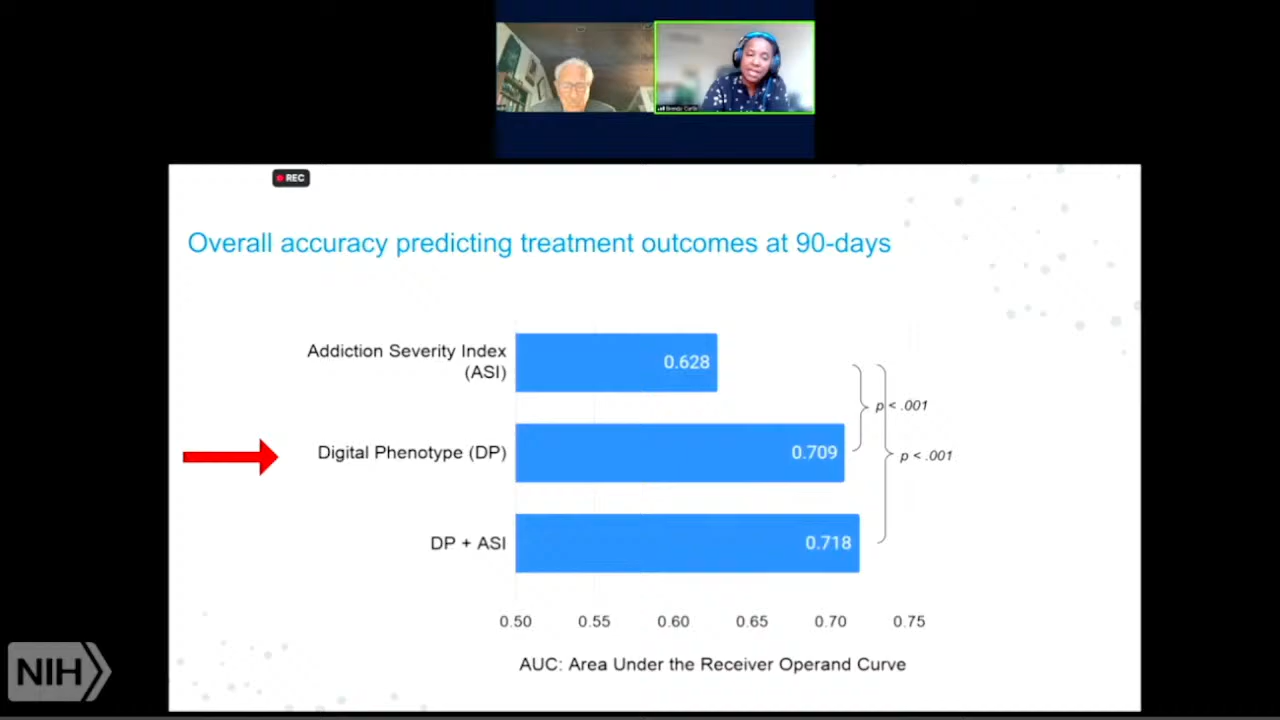 Brenda Curtis
REC
Overall accuracy predicting treatment outcomes at 90-days
Addiction Severity Index
(ASI)
0.628
p < .001
Digital Phenotype (DP)
0.709
p < .001
DP + ASI
0.718
0.50 0.55 0.60 0.65 0.70 0.75
AUC: Area Under the Receiver Operand Curve
NIH